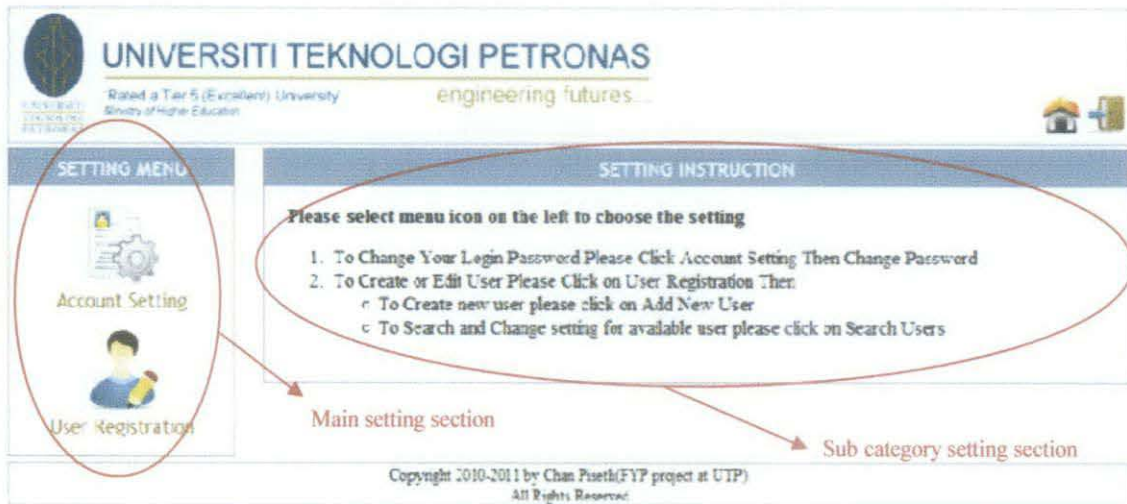 UNIVERSITI TEKNOLOGI PETRONAS
"Rated a Tier 5 (Excellent) University
Ministry of Higher Education
engineering futures...
UNIVERSITI
TEKNOLOGI
PETRONAS
SETTING MENU
Account Setting
User Registration
SETTING INSTRUCTION
Please select menu icon on the left to choose the setting
1. To Change Your Login Password Please Click Account Setting Then Change Password
2. To Create or Edit User Please Click on User Registration Then
To Create new user please click on Add New User
To Search and Change setting for available user please click on Search Users
Main setting section
Sub category setting section
Copyright 2010-2011 by Chan Piseth(FYP project at UTP)
All Rights Reserved